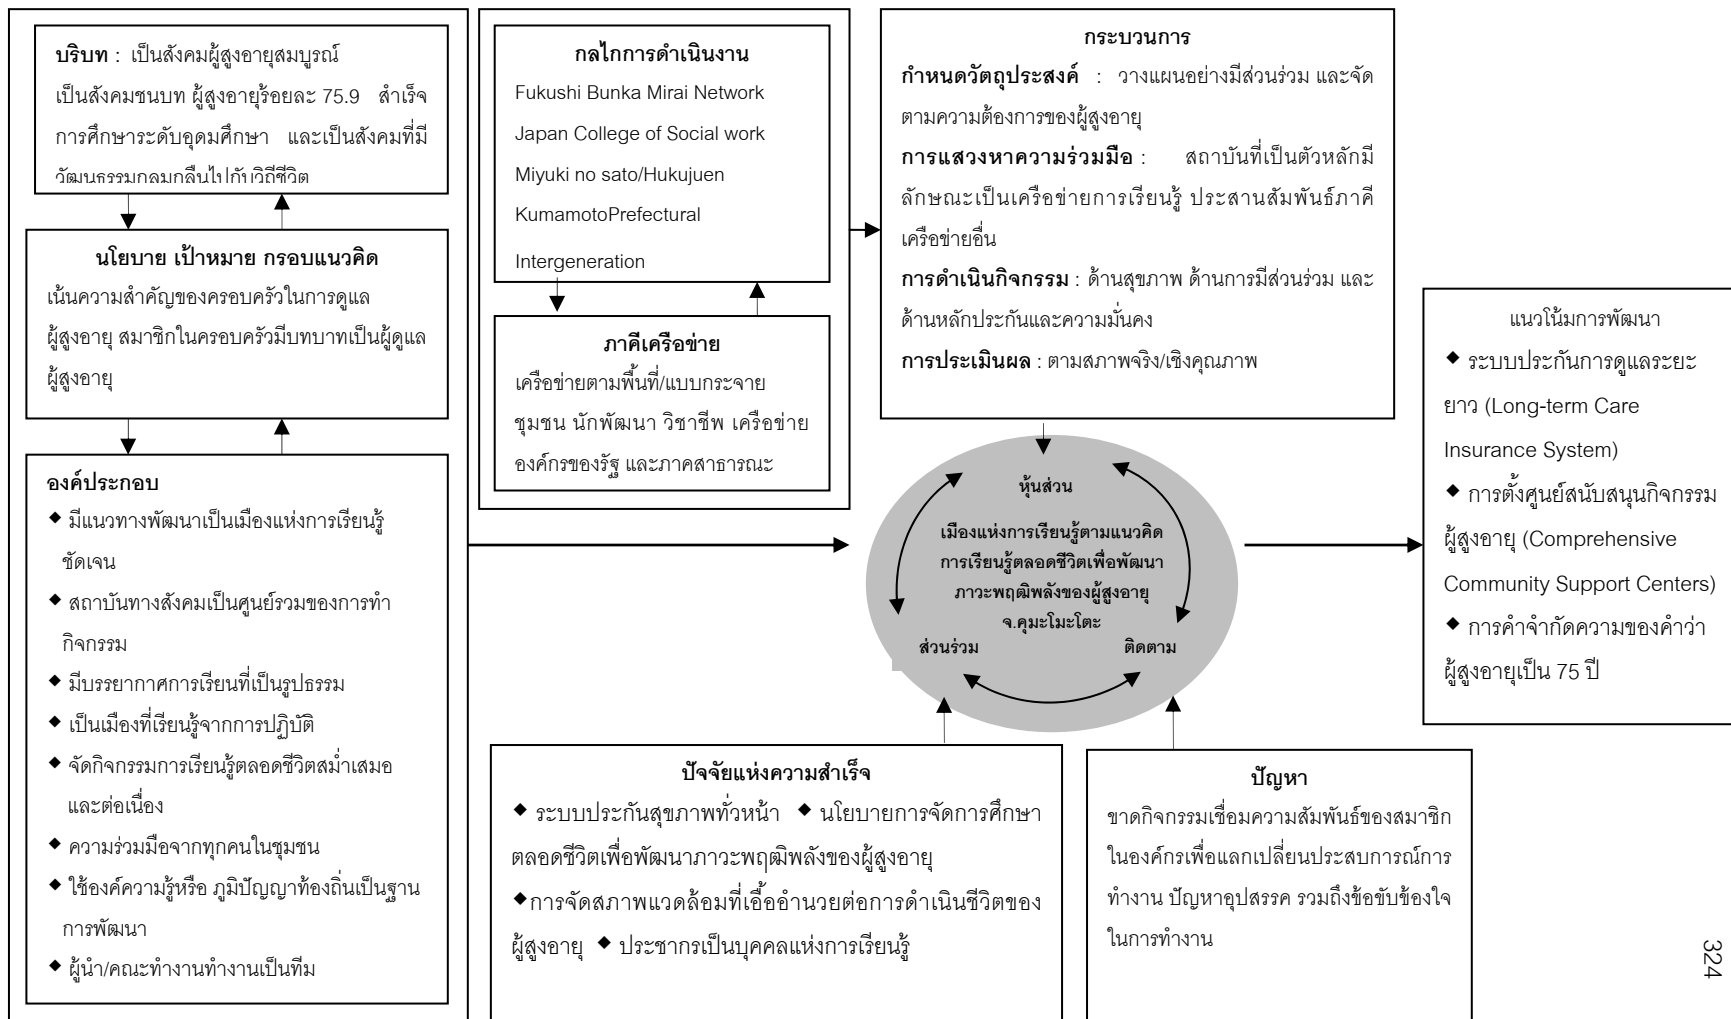 บริบท : เป็นสังคมผู้สูงอายุสมบูรณ์
เป็นสังคมชนบท ผู้สูงอายุร้อยละ 75.9 สำเร็จ
การศึกษาระดับอุดมศึกษา และเป็นสังคมที่มี
วัฒนธรรมกลมกลืนไปกับวิถีชีวิต
นโยบาย เป้าหมาย กรอบแนวคิด
เน้นความสำคัญของครอบครัวในการดูแล
ผู้สูงอายุ สมาชิกในครอบครัวมีบทบาทเป็นผู้ดูแล
ผู้สูงอายุ
องค์ประกอบ
◆ มีแนวทางพัฒนาเป็นเมืองแห่งการเรียนรู้
ชัดเจน
◆ สถาบันทางสังคมเป็นศูนย์รวมของการทำ
กิจกรรม
◆ มีบรรยากาศการเรียนที่เป็นรูปธรรม
◆ เป็นเมืองที่เรียนรู้จากการปฏิบัติ
◆ จัดกิจกรรมการเรียนรู้ตลอดชีวิตสม่ำเสมอ
และต่อเนื่อง
◆ ความร่วมมือจากทุกคนในชุมชน
◆ ใช้องค์ความรู้หรือ ภูมิปัญญาท้องถิ่นเป็นฐาน
การพัฒนา
◆ ผู้นำ/คณะทำงานทำงานเป็นทีม
กลไกการดำเนินงาน
Fukushi Bunka Mirai Network
Japan College of Social work
Miyuki no sato/Hukujuen
KumamotoPrefectural
Intergeneration
ภาคีเครือข่าย
เครือข่ายตามพื้นที่/แบบกระจาย
ชุมชน นักพัฒนา วิชาชีพ เครือข่าย
องค์กรของรัฐ และภาคสาธารณะ
กระบวนการ
กำหนดวัตถุประสงค์ : วางแผนอย่างมีส่วนร่วม และจัด
ตามความต้องการของผู้สูงอายุ
การแสวงหาความร่วมมือ : สถาบันที่เป็นตัวหลักมี
ลักษณะเป็นเครือข่ายการเรียนรู้ ประสานสัมพันธ์ภาคี
เครือข่ายอื่น
การดำเนินกิจกรรม : ด้านสุขภาพ ด้านการมีส่วนร่วม และ
ด้านหลักประกันและความมั่นคง
การประเมินผล : ตามสภาพจริง/เชิงคุณภาพ
หุ้นส่วน
เมืองแห่งการเรียนรู้ตามแนวคิด
การเรียนรู้ตลอดชีวิตเพื่อพัฒนา
ภาวะพฤฒิพลังของผู้สูงอายุ
จ.คุมะโมะโตะ
ส่วนร่วม ติดตาม
ปัจจัยแห่งความสำเร็จ
◆ ระบบประกันสุขภาพทั่วหน้า ◆ นโยบายการจัดการศึกษา
ตลอดชีวิตเพื่อพัฒนาภาวะพฤฒิพลังของผู้สูงอายุ
◆การจัดสภาพแวดล้อมที่เอื้ออำนวยต่อการดำเนินชีวิตของ
ผู้สูงอายุ ◆ ประชากรเป็นบุคคลแห่งการเรียนรู้
ปัญหา
ขาดกิจกรรมเชื่อมความสัมพันธ์ของสมาชิก
ในองค์กรเพื่อแลกเปลี่ยนประสบการณ์การ
ทำงาน ปัญหาอุปสรรค รวมถึงข้อขับข้องใจ
ในการทำงาน
แนวโน้มการพัฒนา
◆ ระบบประกันการดูแลระยะ
ยาว (Long-term Care
Insurance System)
◆ การตั้งศูนย์สนับสนุนกิจกรรม
ผู้สูงอายุ (Comprehensive
Community Support Centers)
◆ การคำจำกัดความของคำว่า
ผู้สูงอายุเป็น 75 ปี
324